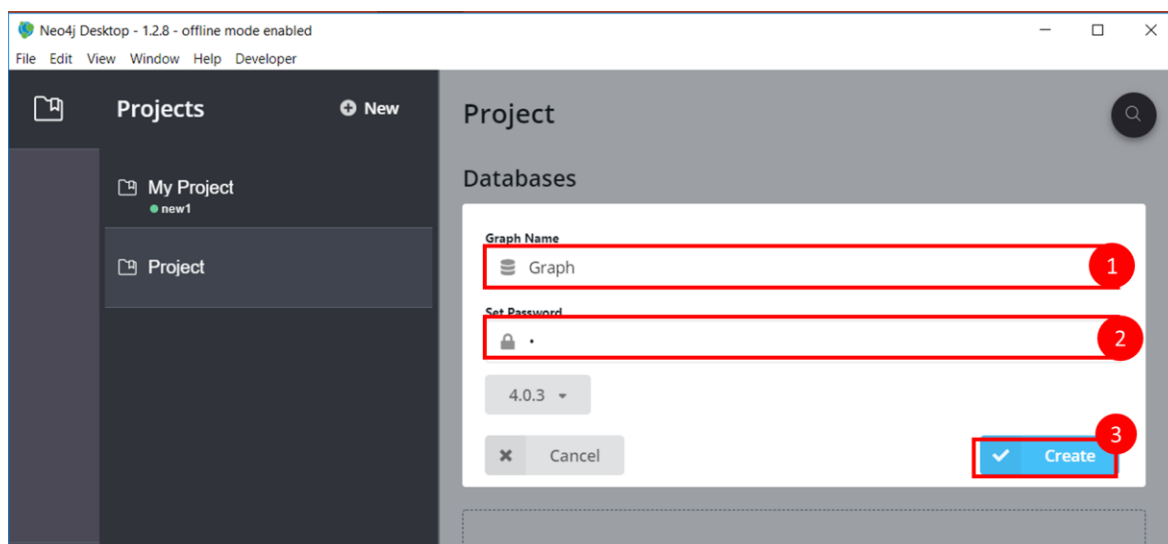 Neo4j Desktop - 1.2.8 - offline mode enabled
File Edit View Window Help Developer
Projects
New
My Project
new1
Project
Project
Databases
Graph Name
Graph
1
Set Password
2
4.0.3
Cancel
Create
3